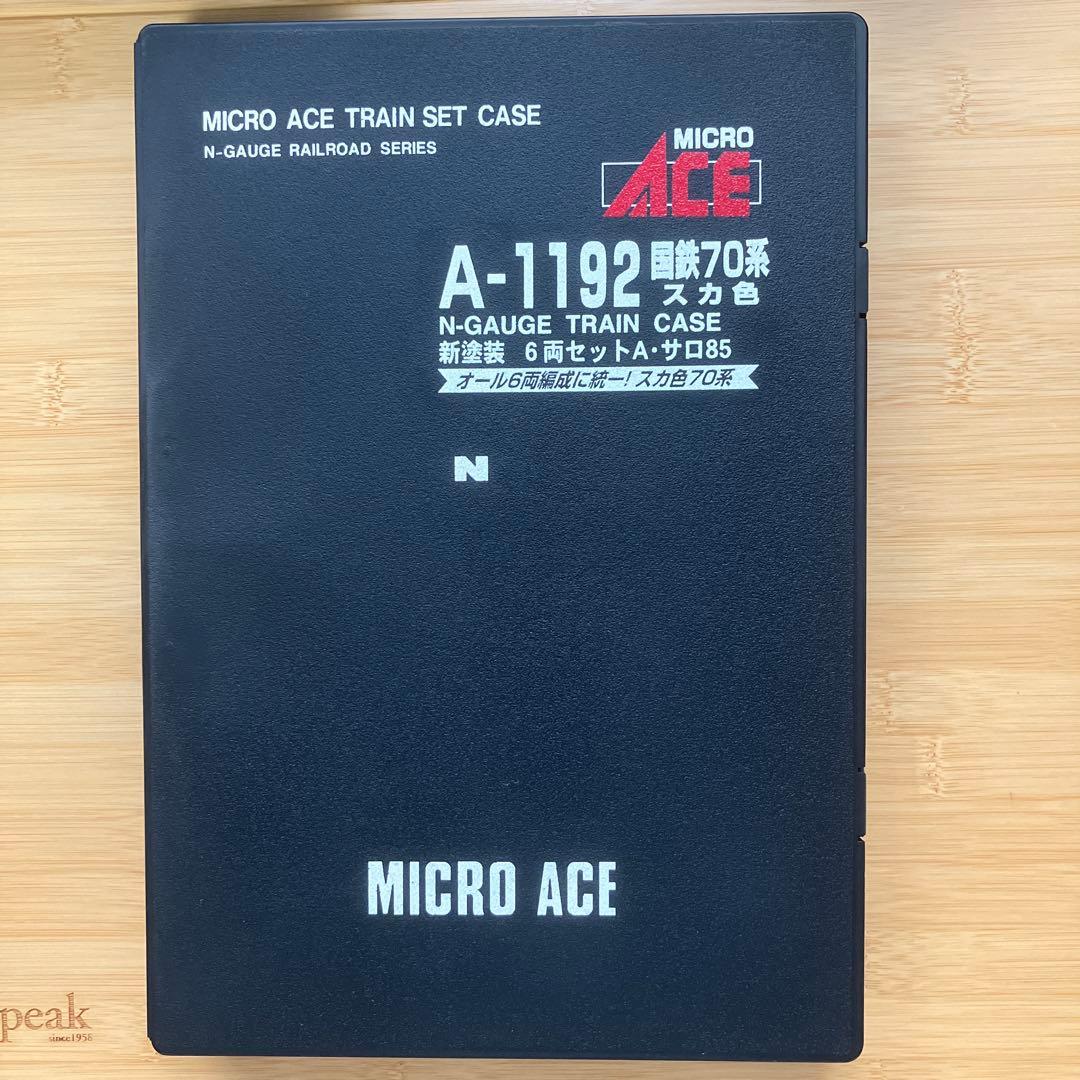 MICRO ACE TRAIN SET CASE
N-GAUGE RAILROAD SERIES
MICRO
ACE
A-1192 国鉄70系
スカ色
N-GAUGE TRAIN CASE
新塗装 6両セットA・サロ85
オール6両編成に統一!スカ色70系
N
MICRO ACE
peak
since1958